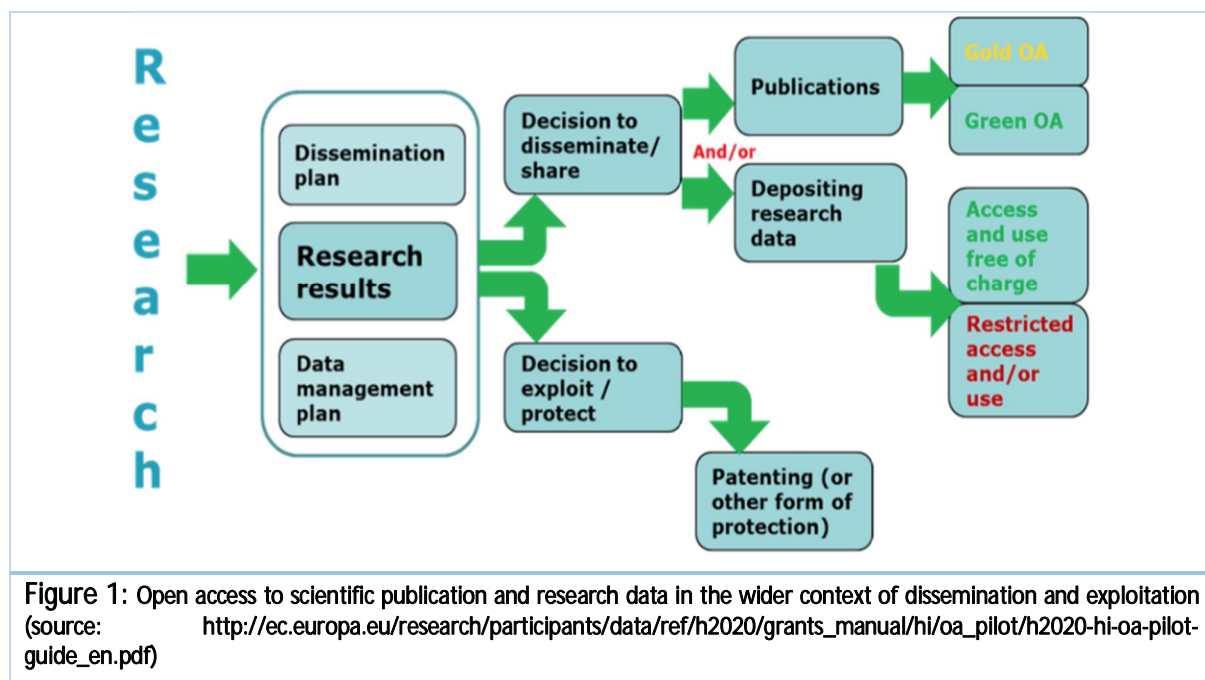 Research
Dissemination
plan
Research
results
Data
management
plan
Decision to
disseminate/
share
And/or
Decision to
exploit /
protect
Publications
Depositing
research
data
Patenting (or
other form of
protection)
Gold OA
Green OA
Access
and use
free of
charge
Restricted
access
and/or
use
Figure 1: Open access to scientific publication and research data in the wider context of dissemination and exploitation
(source: http://ec.europa.eu/research/participants/data/ref/h2020/grants_manual/hi/oa_pilot/h2020-hi-oa-pilot-
guide_en.pdf)